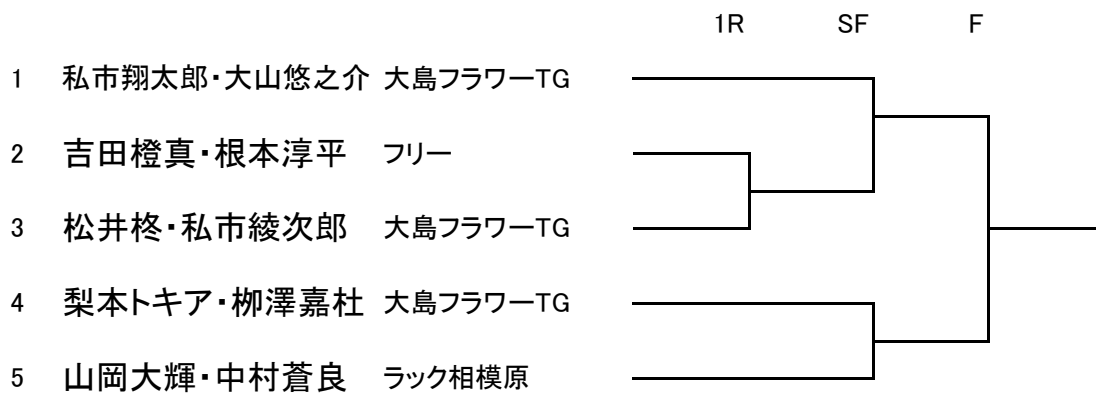 1R SF F
1 私市翔太郎・大山悠之介 大島フラワーTG
2 吉田橙真・根本淳平 フリー
3 松井柊・私市綾次郎 大島フラワーTG
4 梨本トキア・栁澤嘉杜 大島フラワーTG
5 山岡大輝・中村蒼良 ラック相模原